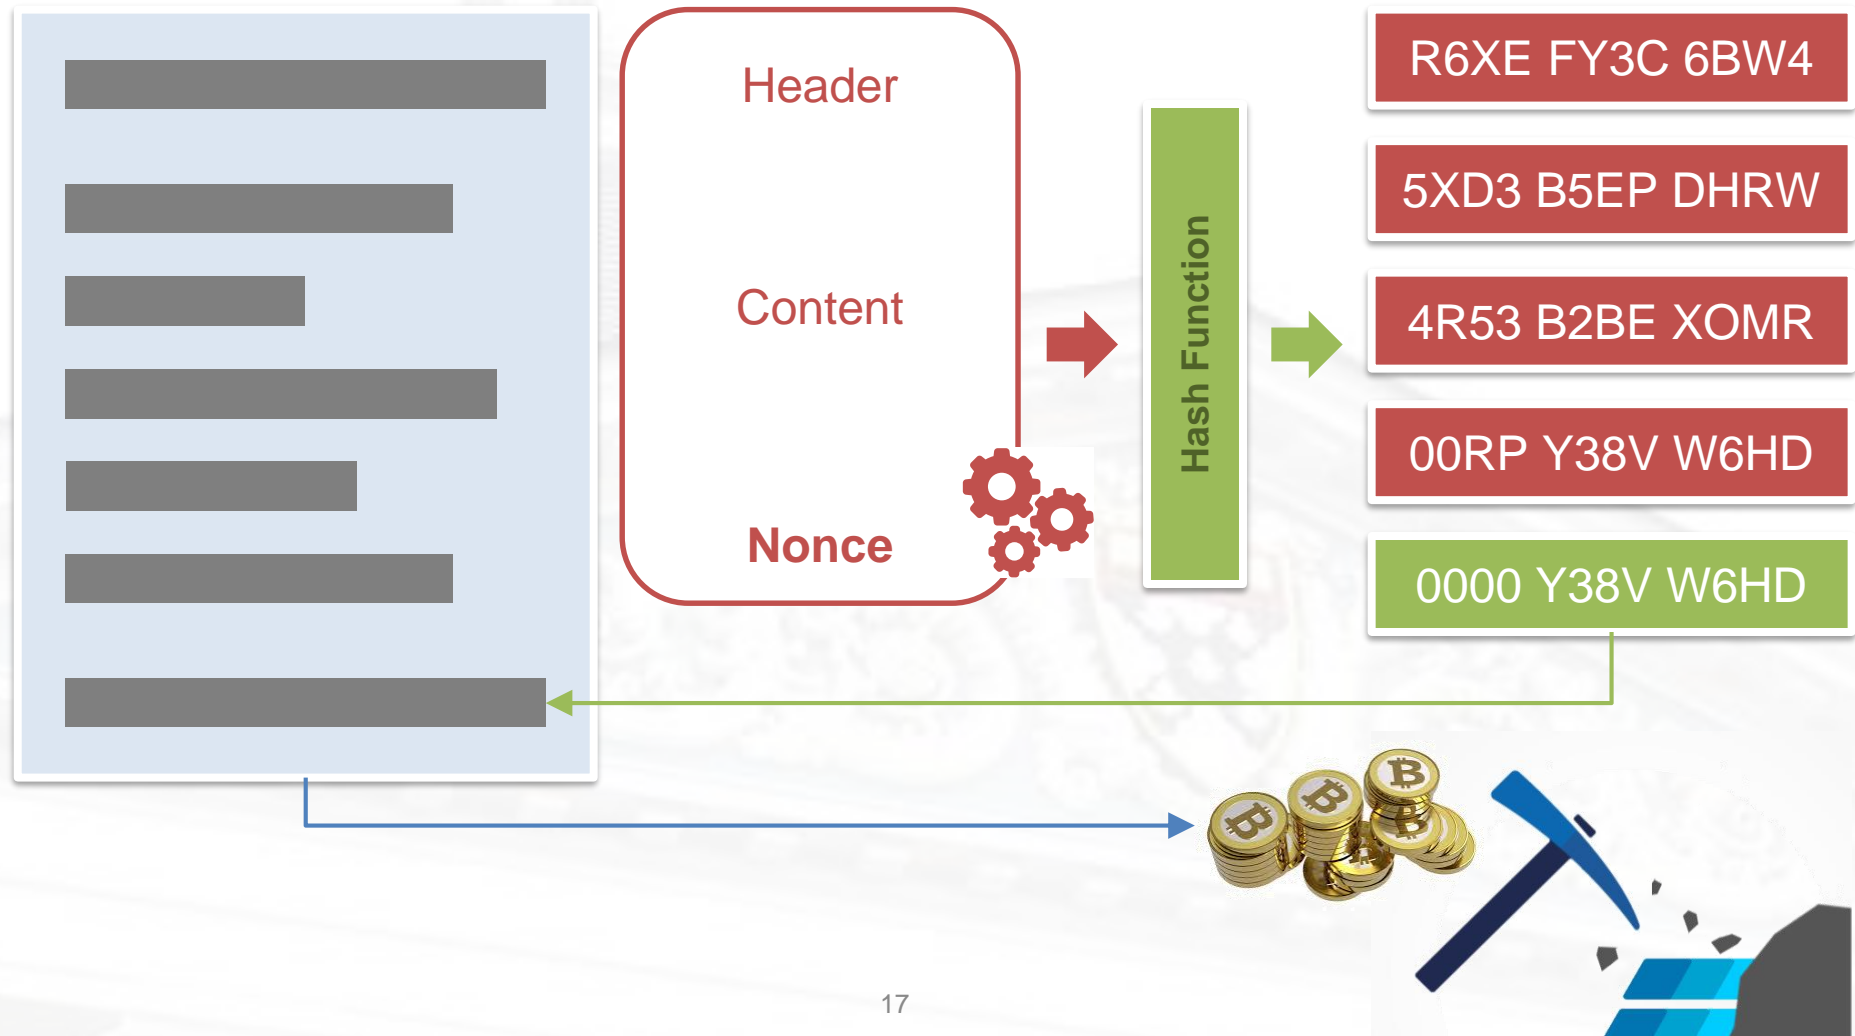 Header
Content
Nonce
Hash Function
R6XE FY3C 6BW4
5XD3 B5EP DHRW
4R53 B2BE XOMR
00RP Y38V W6HD
0000 Y38V W6HD
17